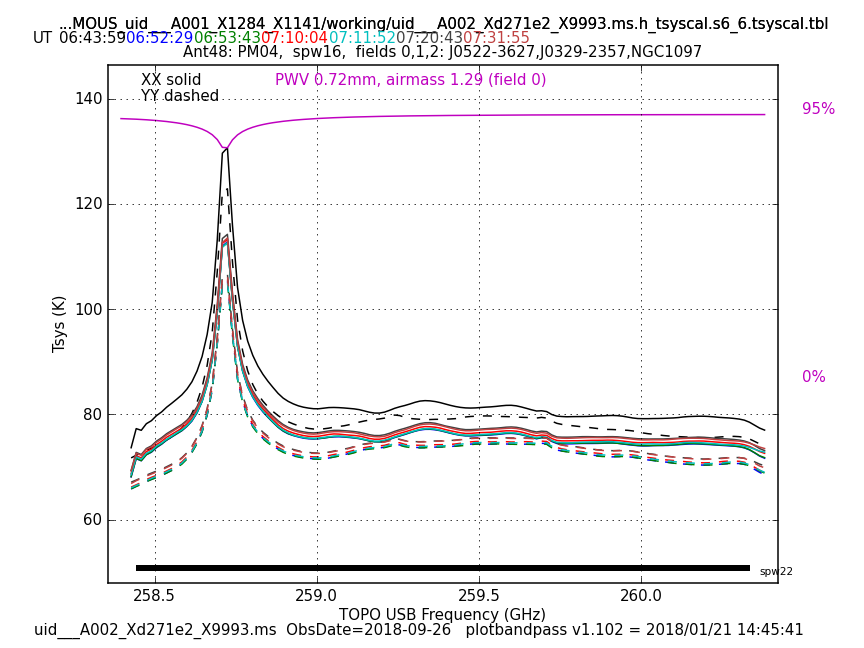 ...MOUS_uid___A001_X1284_X1141/working/uid___A002_Xd271e2_X9993.ms.h_tsyscal.s6_6.tsyscal.tbl
UT 06:43:59 06:52:29 06:53:43 07:10:04 07:11:52 07:20:43 07:31:55
Ant48: PM04,  spw16,  fields 0,1,2: J0522-3627,J0329-2357,NGC1097
XX solid
PWV 0.72mm, airmass 1.29 (field 0)
YY dashed
140
95%
120
100
Tsys (K)
0%
80
60
spw22
258.5 259.0 259.5 260.0
TOPO USB Frequency (GHz)
uid___A002_Xd271e2_X9993.ms  ObsDate=2018-09-26   plotbandpass v1.102 = 2018/01/21 14:45:41